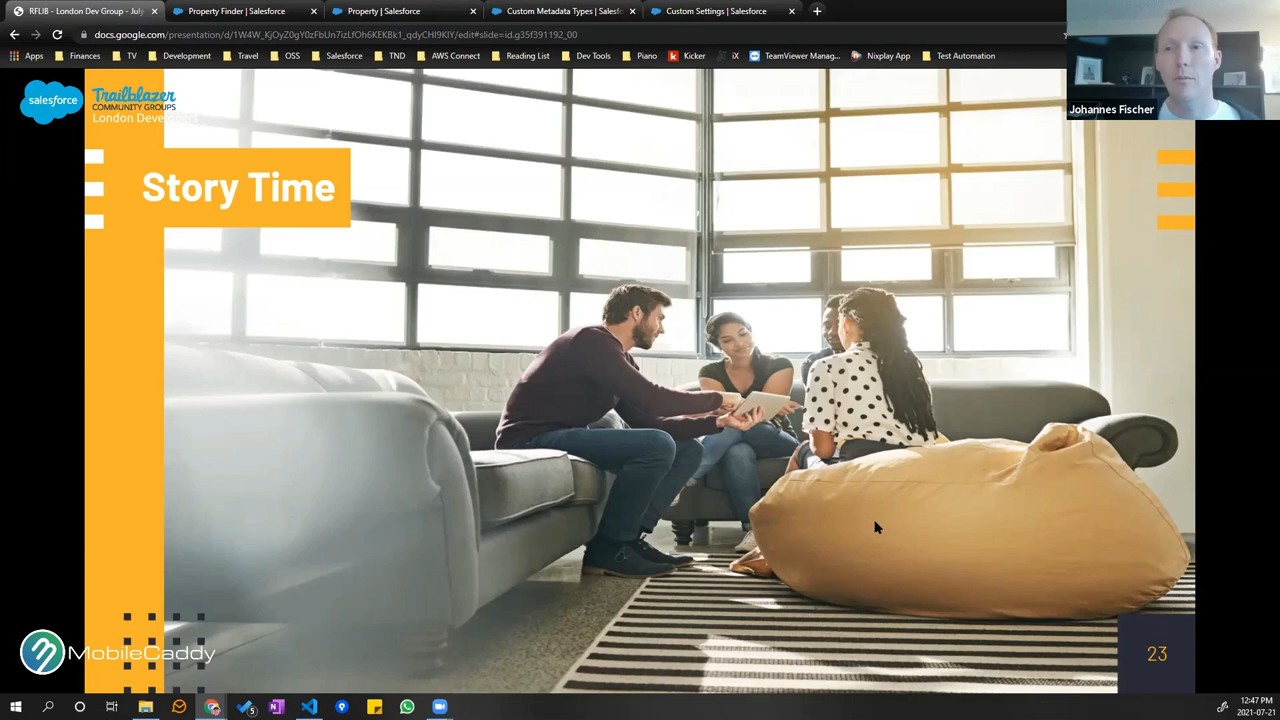 RFLIB - London Dev Group - July
Property Finder | Salesforce
Property | Salesforce
Custom Metadata Types | Salesf
Custom Settings | Salesforce
docs.google.com/presentation/d/1W4W_KjOyZ0gY0zFbUn7izLfOh6KEKBk1_qdyCHI9KlY/edit#slide=id.g35f391192_00
Apps
Finances
TV
Development
Travel
OSS
Salesforce
TND
AWS Connect
Reading List
Dev Tools
Piano
Kicker
iX
TeamViewer Manag...
Nixplay App
Test Automation
Johannes Fischer
salesforce
Trailblazer
COMMUNITY GROUPS
London Developers
Story Time
MobileCaddy
23
5
12:47 PM
2021-07-21